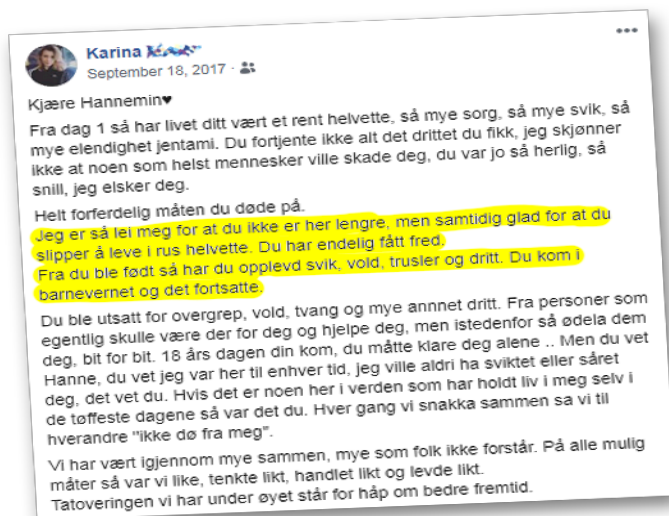 Karina
September 18, 2017 ·
Kjære Hannemin♥
Fra dag 1 så har livet ditt vært et rent helvette, så mye sorg, så mye svik, så
mye elendighet jentami. Du fortjente ikke alt det drittet du fikk, jeg skjønner
ikke at noen som helst mennesker ville skade deg, du var jo så herlig, så
snill, jeg elsker deg.
Helt forferdelig måten du døde på.
Jeg er så lei meg for at du ikke er her lengre, men samtidig glad for at du
slipper å leve i rus helvette. Du har endelig fått fred.
Fra du ble født så har du opplevd svik, vold, trusler og dritt. Du kom i
barnevernet og det fortsatte.
Du ble utsatt for overgrep, vold, tvang og mye annnet dritt. Fra personer som
egentlig skulle være der for deg og hjelpe deg, men istedenfor så ødela dem
deg, bit for bit. 18 års dagen din kom, du måtte klare deg alene .. Men du vet
Hanne, du vet jeg var her til enhver tid, jeg ville aldri ha sviktet eller såret
deg, det vet du. Hvis det er noen her i verden som har holdt liv i meg selv i
de tøffeste dagene så var det du. Hver gang vi snakka sammen sa vi til
hverandre "ikke dø fra meg".
Vi har vært igjennom mye sammen, mye som folk ikke forstår. På alle mulig
måter så var vi like, tenkte likt, handlet likt og levde likt.
Tatoveringen vi har under øyet står for håp om bedre fremtid.